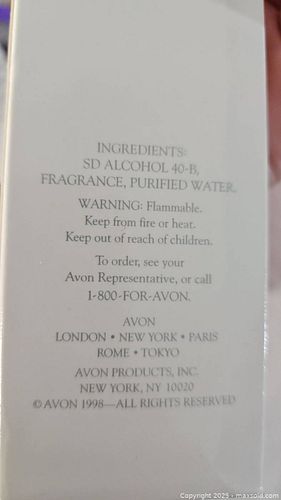 INGREDIENTS:
SD ALCOHOL 40-B,
FRAGRANCE, PURIFIED WATER.
WARNING: Flammable.
Keep from fire or heat.
Keep out of reach of children.
To order, see your
Avon Representative, or call
1-800-FOR-AVON.
AVON
LONDON • NEW YORK • PARIS
ROME • TOKYO
AVON PRODUCTS, INC.
NEW YORK, NY 10020
© AVON 1998—ALL RIGHTS RESERVED
Copyright 2025 - maxsold.com